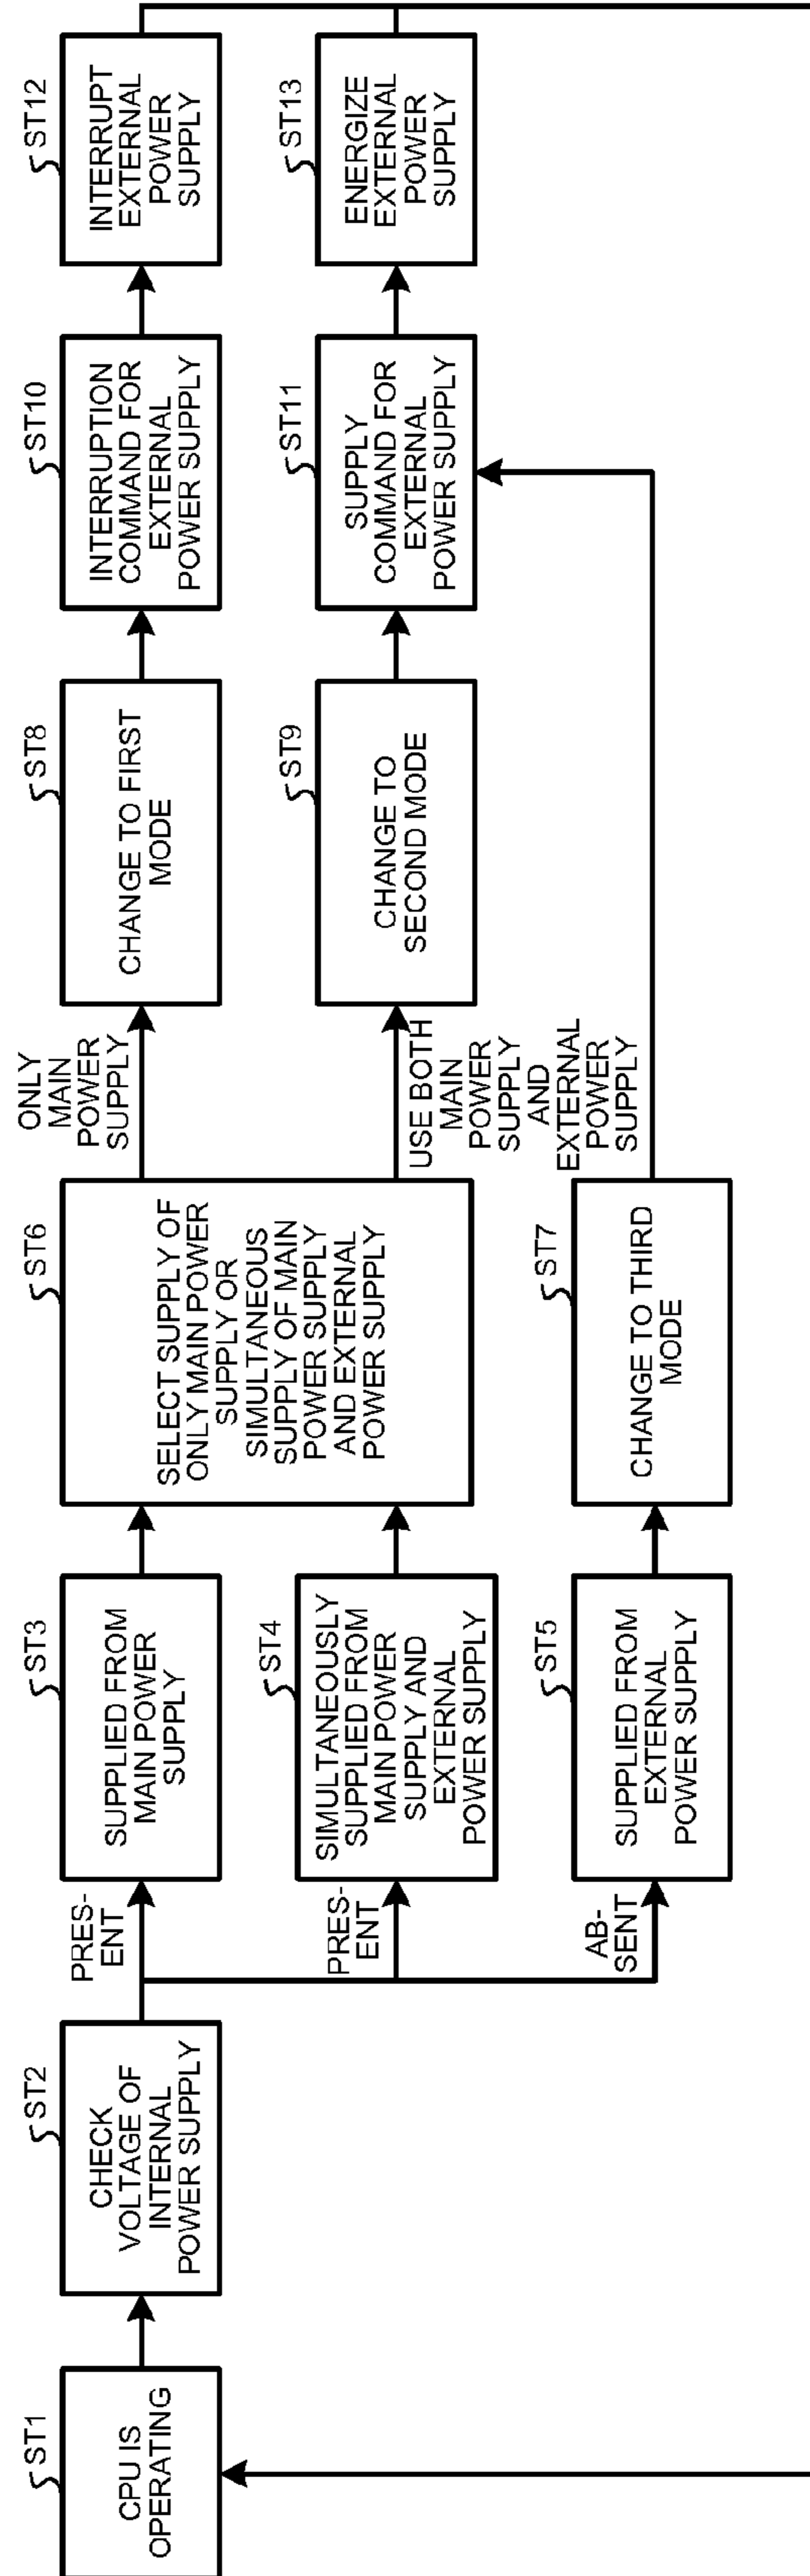 ST1
CPU IS
OPERATING
ST2
CHECK
VOLTAGE OF
INTERNAL
POWER SUPPLY
PRES-
ENT
ST3
SUPPLIED FROM
MAIN POWER
SUPPLY
PRES-
ENT
ST4
SIMULTANEOUSLY
SUPPLIED FROM
MAIN POWER
SUPPLY AND
EXTERNAL
POWER SUPPLY
AB-
SENT
ST5
SUPPLIED FROM
EXTERNAL
POWER SUPPLY
ST6
SELECT SUPPLY OF
ONLY MAIN POWER
SUPPLY OR
SIMULTANEOUS
SUPPLY OF MAIN
POWER SUPPLY
AND EXTERNAL
POWER SUPPLY
ST7
CHANGE TO THIRD
MODE
ONLY
MAIN
POWER
SUPPLY
ST8
CHANGE TO FIRST
MODE
USE BOTH
MAIN
POWER
SUPPLY
AND
EXTERNAL
POWER
SUPPLY
ST9
CHANGE TO
SECOND MODE
ST10
INTERRUPTION
COMMAND FOR
EXTERNAL
POWER SUPPLY
ST11
SUPPLY
COMMAND FOR
EXTERNAL
POWER SUPPLY
ST12
INTERRUPT
EXTERNAL
POWER
SUPPLY
ST13
ENERGIZE
EXTERNAL
POWER
SUPPLY